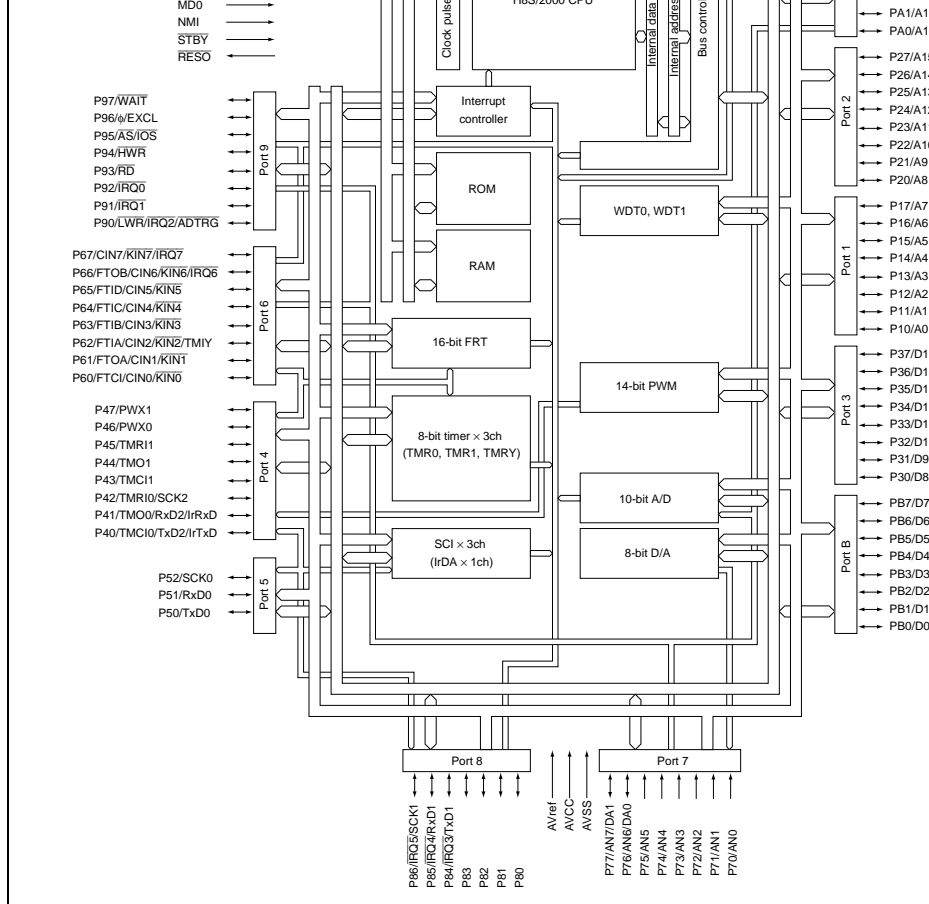 MD0
NMI
STBY
RESO
Clock pulse
H8S/2000 CPU
Internal data
Internal addres
Bus control
PA1/A1
PA0/A1
P97/WAIT
P96/ϕ/EXCL
P95/AS/IOS
P94/HWR
P93/RD
P92/IRQ0
P91/IRQ1
P90/LWR/IRQ2/ADTRG
Port 9
P67/CIN7/KIN7/IRQ7
P66/FTOB/CIN6/KIN6/IRQ6
P65/FTID/CIN5/KIN5
P64/FTIC/CIN4/KIN4
P63/FTIB/CIN3/KIN3
P62/FTIA/CIN2/KIN2/TMIY
P61/FTOA/CIN1/KIN1
P60/FTCI/CIN0/KIN0
Port 6
P47/PWX1
P46/PWX0
P45/TMRI1
P44/TMO1
P43/TMCI1
P42/TMRI0/SCK2
P41/TMO0/RxD2/IrRxD
P40/TMCI0/TxD2/IrTxD
Port 4
P52/SCK0
P51/RxD0
P50/TxD0
Port 5
Interrupt
controller
ROM
RAM
16-bit FRT
8-bit timer × 3ch
(TMR0, TMR1, TMRY)
SCI × 3ch
(IrDA × 1ch)
WDT0, WDT1
14-bit PWM
10-bit A/D
8-bit D/A
Port 2
P27/A15
P26/A14
P25/A13
P24/A12
P23/A11
P22/A10
P21/A9
P20/A8
Port 1
P17/A7
P16/A6
P15/A5
P14/A4
P13/A3
P12/A2
P11/A1
P10/A0
Port 3
P37/D1
P36/D1
P35/D1
P34/D1
P33/D1
P32/D1
P31/D9
P30/D8
Port B
PB7/D7
PB6/D6
PB5/D5
PB4/D4
PB3/D3
PB2/D2
PB1/D1
PB0/D0
Port 8
P86/IRQ5/SCK1
P85/IRQ4/RxD1
P84/IRQ3/TxD1
P83
P82
P81
P80
AVref
AVCC
AVSS
Port 7
P77/AN7/DA1
P76/AN6/DA0
P75/AN5
P74/AN4
P73/AN3
P72/AN2
P71/AN1
P70/AN0